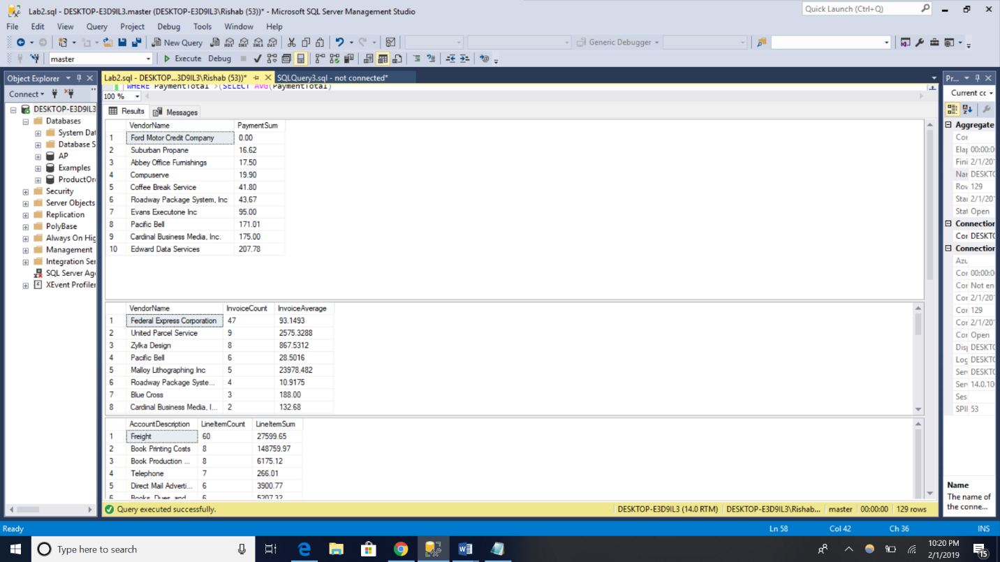 Lab2.sql - DESKTOP-E3D9IL3.master (DESKTOP-E3D9IL3\Rishab (53))* - Microsoft SQL Server Management Studio
Quick Launch (Ctrl+Q)
File Edit View Query Project Debug Tools Window Help
New Query
Generic Debugger
master
Execute Debug
Object Explorer
Lab2.sql - DESKTOP...3D9IL3\Rishab (53))*
SQLQuery3.sql - not connected*
Pr...
Connect
WHERE PaymentTotal >(SELECT AVG(PaymentTotal)
100 %
Current cc
DESKTOP-E3D9IL3
Databases
System Dat
Database S
AP
Examples
ProductOr
Security
Server Objects
Replication
PolyBase
Always On Hig
Management
Integration Ser
SQL Server Age
XEvent Profiler
Results Messages
VendorName PaymentSum
1 Ford Motor Credit Company 0.00
2 Suburban Propane 16.62
3 Abbey Office Furnishings 17.50
4 Compuserve 19.90
5 Coffee Break Service 41.80
6 Roadway Package System, Inc 43.67
7 Evans Executone Inc 95.00
8 Pacific Bell 171.01
9 Cardinal Business Media, Inc. 175.00
10 Edward Data Services 207.78
VendorName InvoiceCount InvoiceAverage
1 Federal Express Corporation 47 93.1493
2 United Parcel Service 9 2575.3288
3 Zylka Design 8 867.5312
4 Pacific Bell 6 28.5016
5 Malloy Lithographing Inc 5 23978.482
6 Roadway Package Syste... 4 10.9175
7 Blue Cross 3 188.00
8 Cardinal Business Media, I... 2 132.68
AccountDescription LineItemCount LineItemSum
1 Freight 60 27599.65
2 Book Printing Costs 8 148759.97
3 Book Production ... 8 6175.12
4 Telephone 7 266.01
5 Direct Mail Adverti... 6 3900.77
6 Books, Dues, and 6 5207.32
Aggregate
Cor
Elap 00:00:0
Fini 2/1/20
Nar DESKTO
Rov 129
Star 2/1/20
Stat Open
Connection
Cor DESKTO
Connection
Azu
Cor 00:00:0
Cor Not en
Cor 2/1/20
Cor 129
Cor 2/1/20
Cor Open
Disp DESKTO
Log DESKTO
Ser DESKTO
Ser 14.0.10
Ses
SPII 53
Name
The name of
the conne...
Query executed successfully.
DESKTOP-E3D9IL3 (14.0 RTM) DESKTOP-E3D9IL3\Rishab... master 00:00:00 129 rows
Ready
Ln 58 Col 42 Ch 36 INS
Type here to search
10:20 PM
2/1/2019
15